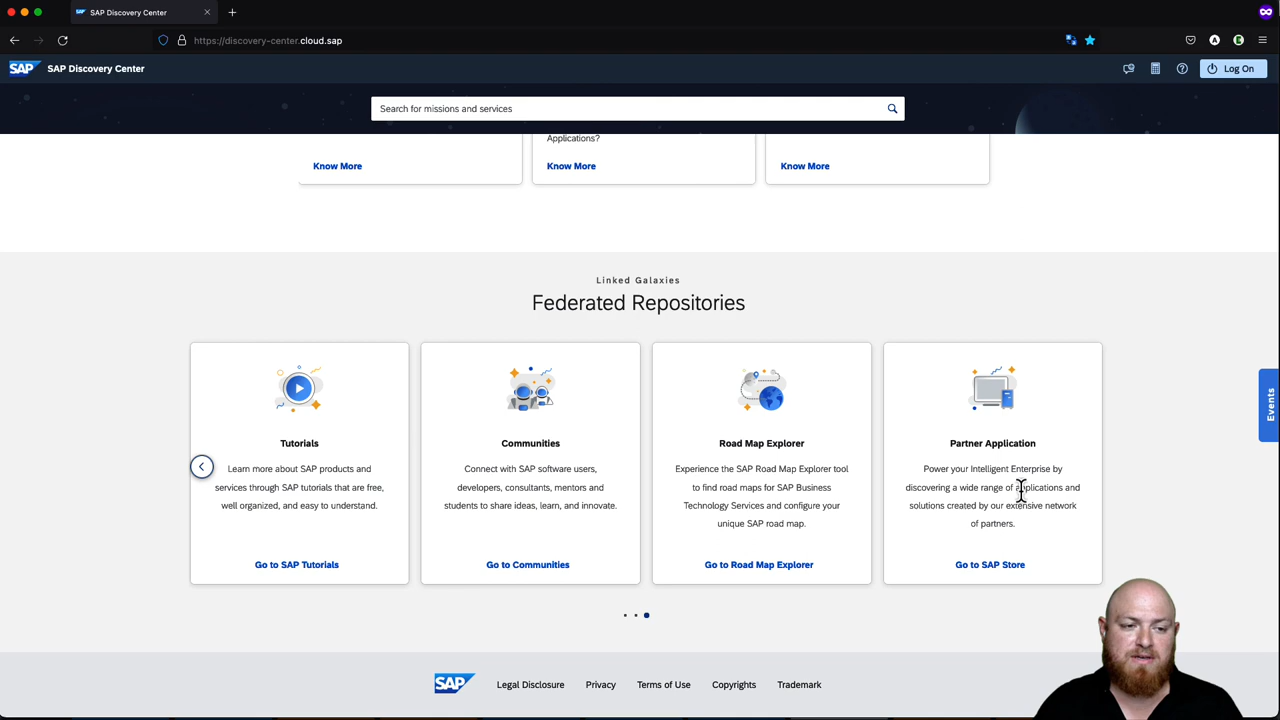 SAP Discovery Center
https://discovery-center.cloud.sap
SAP
SAP Discovery Center
Log On
Search for missions and services
Applications?
Know More
Know More
Know More
Linked Galaxies
Federated Repositories
Tutorials
Learn more about SAP products and
services through SAP tutorials that are free,
well organized, and easy to understand.
Go to SAP Tutorials
Communities
Connect with SAP software users,
developers, consultants, mentors and
students to share ideas, learn, and innovate.
Go to Communities
Road Map Explorer
Experience the SAP Road Map Explorer tool
to find road maps for SAP Business
Technology Services and configure your
unique SAP road map.
Go to Road Map Explorer
Partner Application
Power your Intelligent Enterprise by
discovering a wide range of applications and
solutions created by our extensive network
of partners.
Go to SAP Store
Events
SAP
Legal Disclosure
Privacy
Terms of Use
Copyrights
Trademark